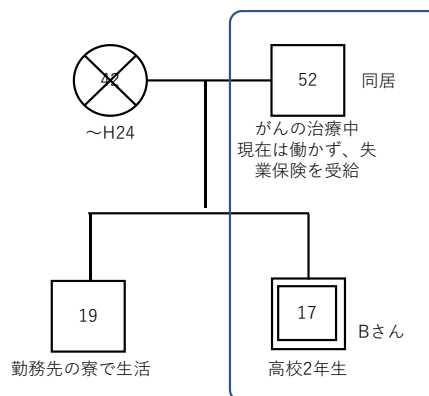 42
52
同居
～H24
がんの治療中
現在は働かず、失
業保険を受給
19
17
Bさん
勤務先の寮で生活
高校2年生